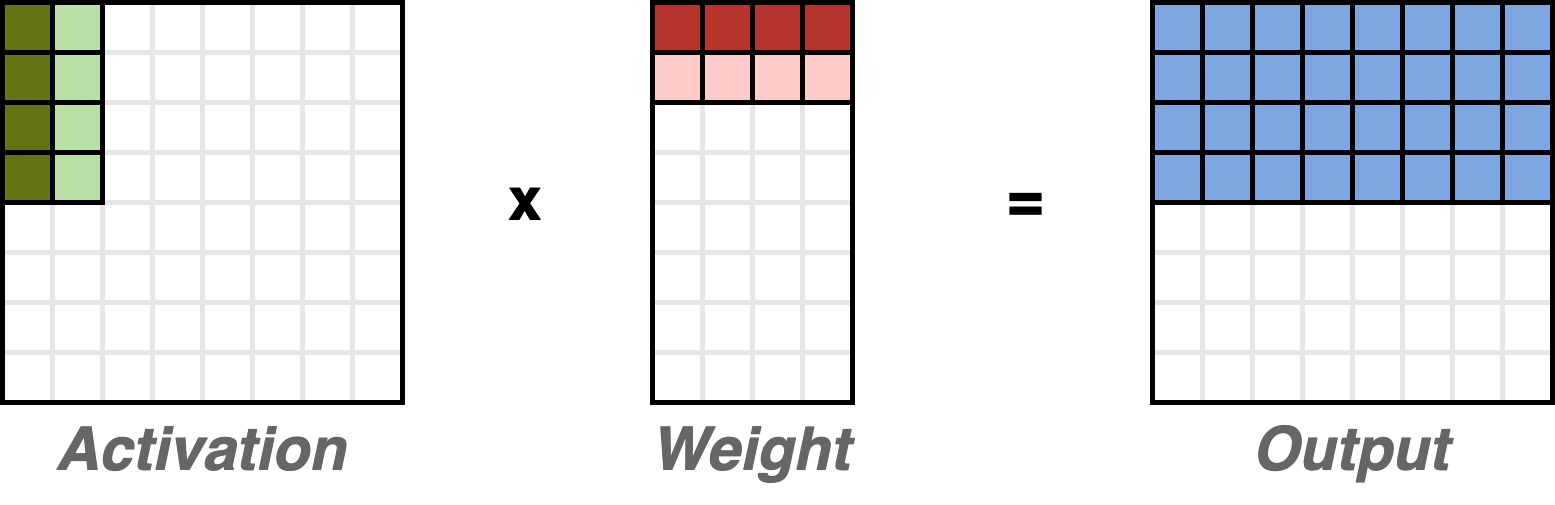 x
=
Activation
Weight
Output